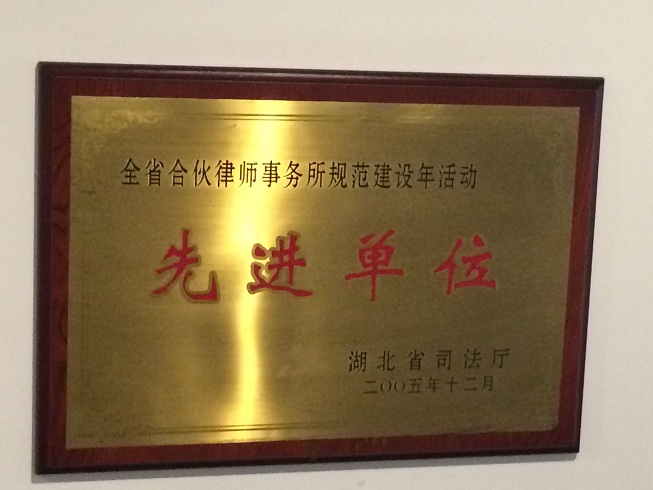 全省合伙律师事务所规范建设年活动
先进单位
湖北省司法厅
二〇〇五年十二月